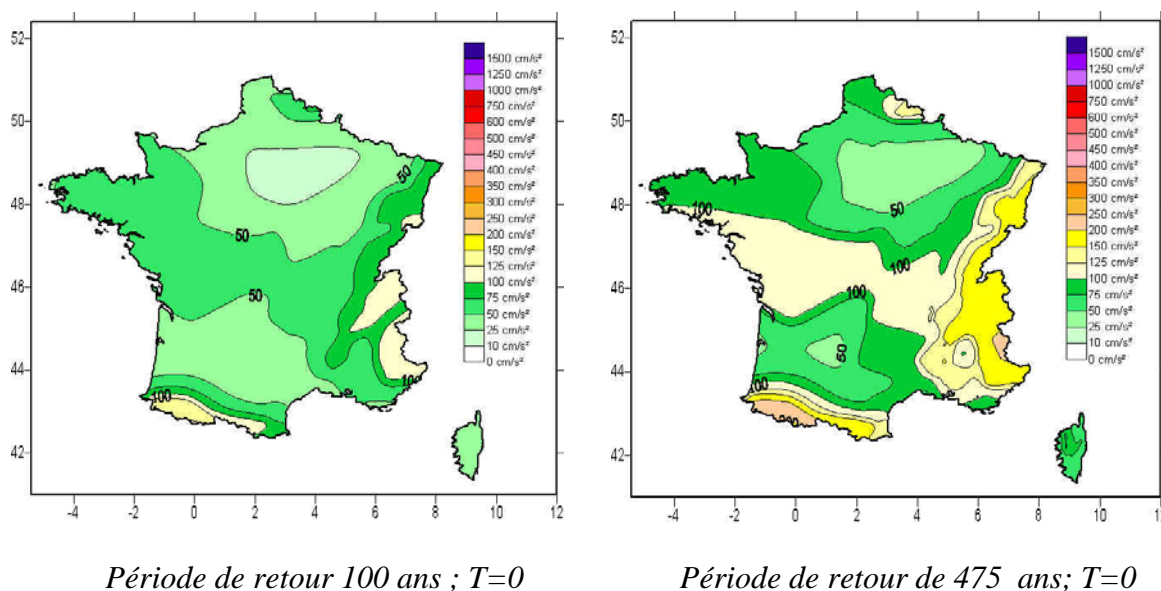 52
50
48
46
44
42
-4 -2 0 2 4 6 8 10 12
1500 cm/s²
1250 cm/s²
1000 cm/s²
750 cm/s²
600 cm/s²
500 cm/s²
450 cm/s²
400 cm/s²
350 cm/s²
300 cm/s²
250 cm/s²
200 cm/s²
150 cm/s²
125 cm/s²
100 cm/s²
75 cm/s²
50 cm/s²
25 cm/s²
10 cm/s²
0 cm/s²
50
50
50
100
100
Période de retour 100 ans ; T=0
52
50
48
46
44
42
-4 -2 0 2 4 6 8 10 12
1500 cm/s²
1250 cm/s²
1000 cm/s²
750 cm/s²
600 cm/s²
500 cm/s²
450 cm/s²
400 cm/s²
350 cm/s²
300 cm/s²
250 cm/s²
200 cm/s²
150 cm/s²
125 cm/s²
100 cm/s²
75 cm/s²
50 cm/s²
25 cm/s²
10 cm/s²
0 cm/s²
100
50
100
100
50
100
Période de retour de 475 ans; T=0